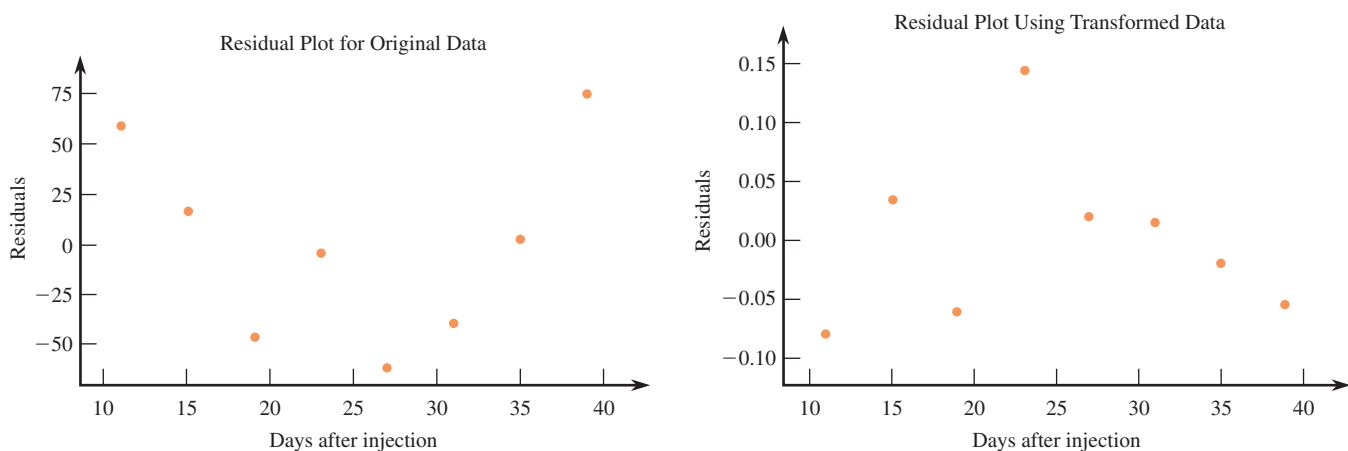 Residual Plot for Original Data
75
50
25
0
−25
−50
Residuals
10 15 20 25 30 35 40
Days after injection
Residual Plot Using Transformed Data
0.15
0.10
0.05
0.00
−0.05
−0.10
Residuals
10 15 20 25 30 35 40
Days after injection